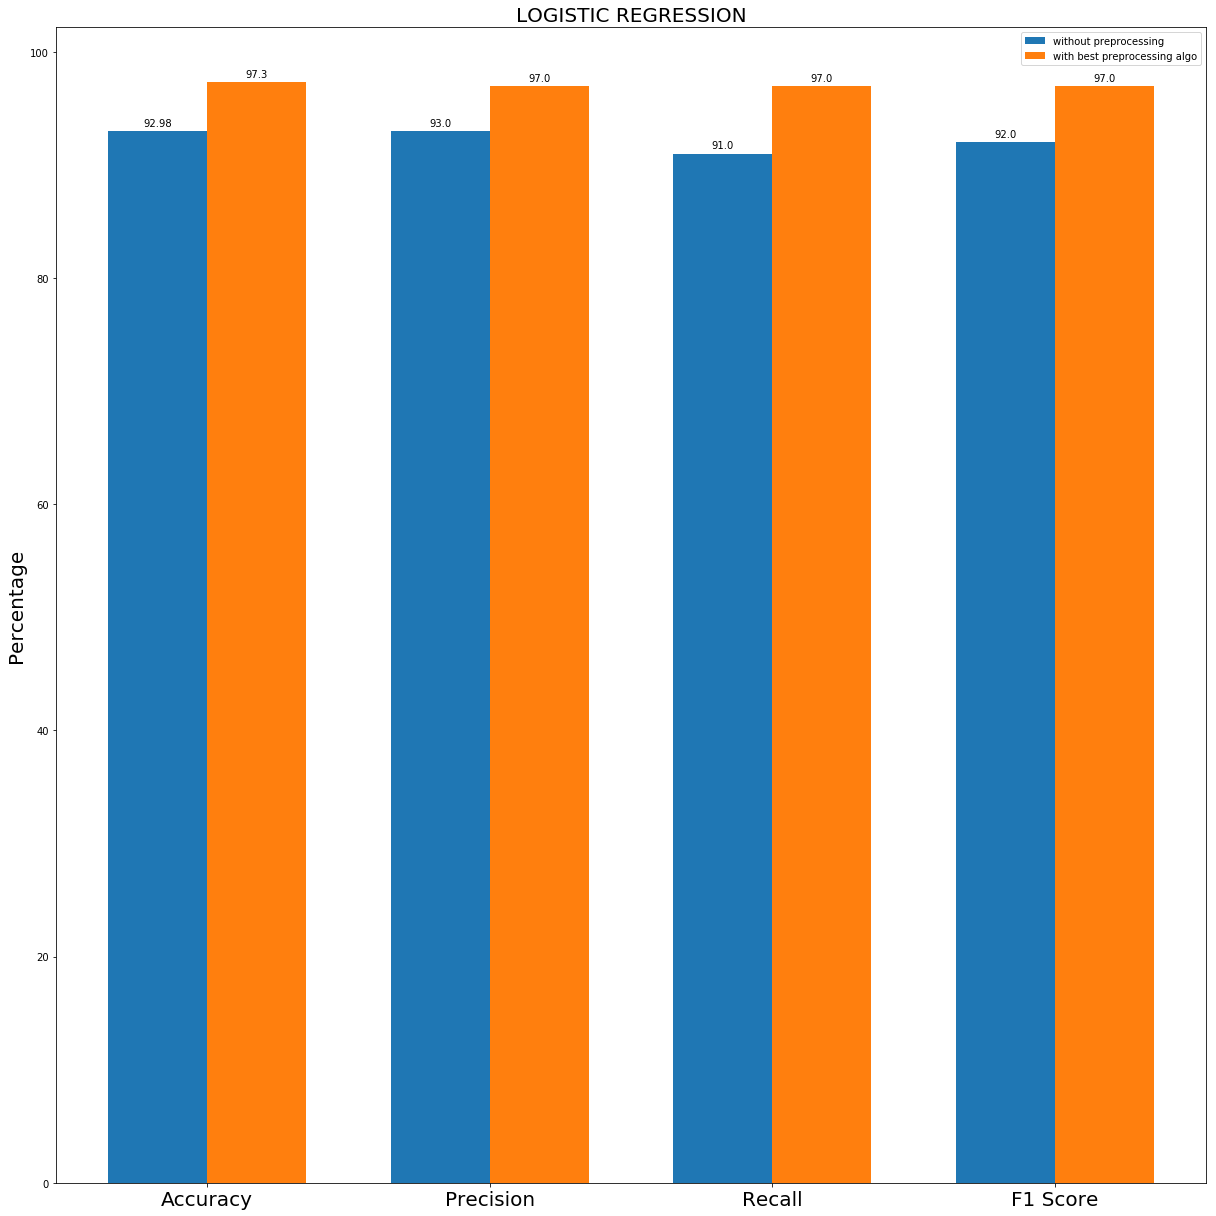 LOGISTIC REGRESSION
without preprocessing
with best preprocessing algo
Percentage
100
80
60
40
20
0
92.98
97.3
93.0
97.0
91.0
97.0
92.0
97.0
Accuracy
Precision
Recall
F1 Score